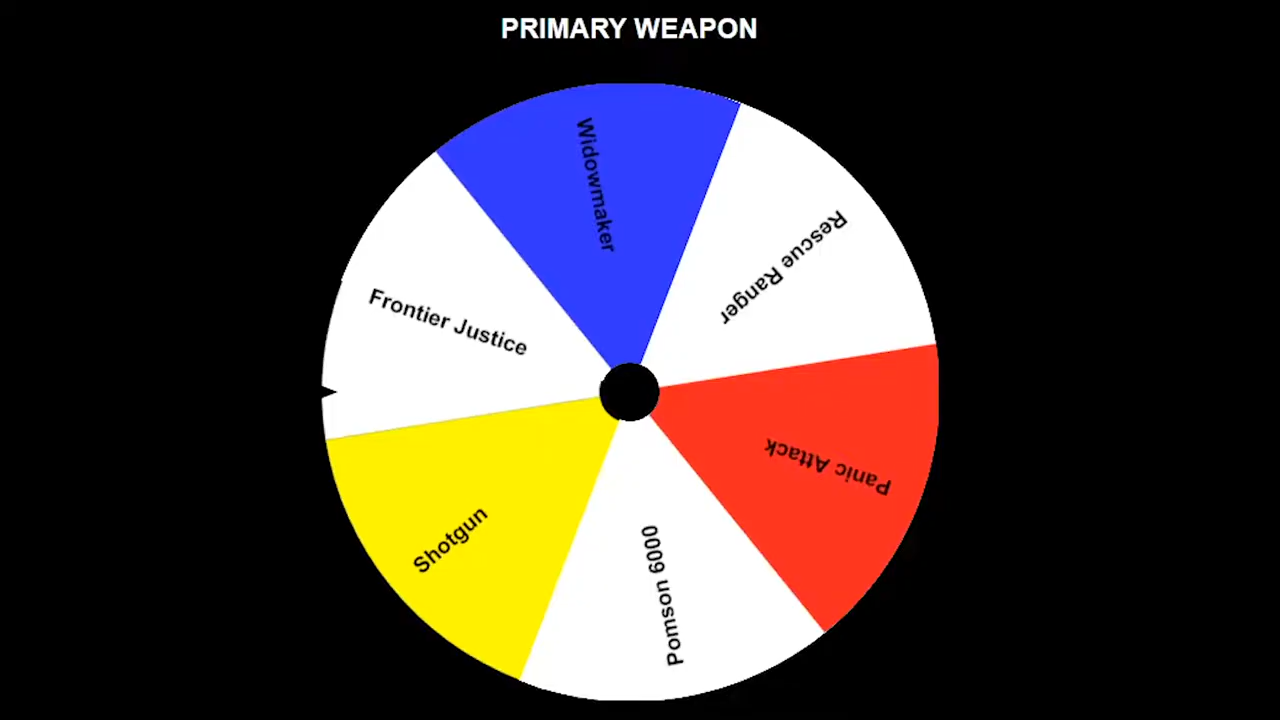 PRIMARY WEAPON
Widowmaker
Rescue Ranger
Frontier Justice
Panic Attack
Shotgun
Pomson 6000